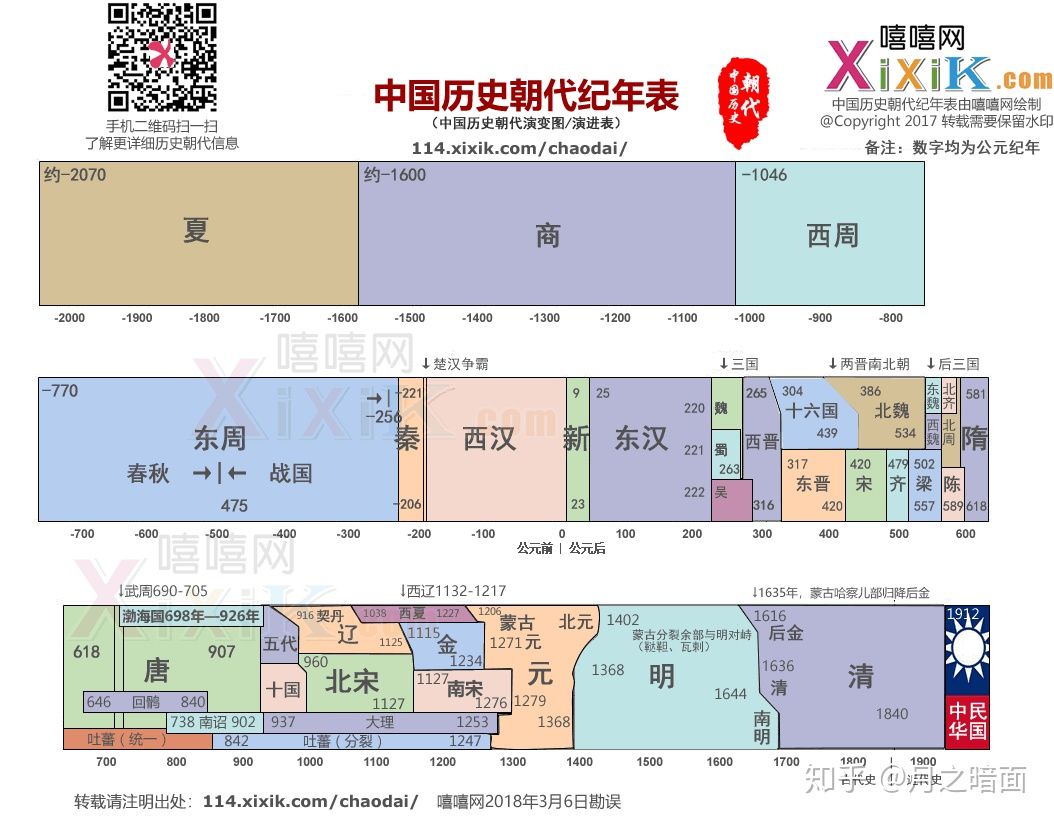 手机二维码扫一扫
了解更详细历史朝代信息
中国历史朝代纪年表
（中国历史朝代演变图/演进表）
114.xixik.com/chaodai/
中国历史
朝代
嘻嘻网
XiXiK.com
中国历史朝代纪年表由嘻嘻网绘制
@Copyright 2017 转载需要保留水印
备注：数字均为公元纪年
约-2070
夏
约-1600
商
-1046
西周
-2000 -1900 -1800 -1700 -1600 -1500 -1400 -1300 -1200 -1100 -1000 -900 -800
嘻嘻网
XiXiK.com
↓楚汉争霸
↓三国
↓两晋南北朝
↓后三国
-770
东周
春秋 →|← 战国
475
→|
-256
-221
秦
-206
西汉
9
新
23
25
东汉
220
221
222
魏
蜀
263
吴
265
西晋
316
304
十六国
439
386
北魏
534
东魏
北齐
西魏
北周
317
东晋
420
420
宋
479
齐
502
梁
557
陈
589
581
隋
618
-700 -600 -500 -400 -300 -200 -100 0 100 200 300 400 500 600
公元前 | 公元后
嘻嘻网
XiXiK
↓武周690-705
↓西辽1132-1217
↓1635年，蒙古哈察儿部归降后金
618
渤海国698年—926年
唐
907
646 回鹘 840
738 南诏 902
吐蕃（统一）
842 吐蕃（分裂） 1247
五代
十国
916 契丹
辽
1125
960
北宋
1127
937 大理 1253
1038 西夏 1227
1115
金
1234
1127
南宋
1276
1206
蒙古
1271 元
北元
元
1279
1368
1402
蒙古分裂余部与明对峙
（鞑靼、瓦剌）
1368
明
1644
南明
1616
后金
1636
清
清
1840
1912
中华民国
700 800 900 1000 1100 1200 1300 1400 1500 1600 1700 1800 1900
古代史 | 近代史
知乎 @月之暗面
转载请注明出处：114.xixik.com/chaodai/ 嘻嘻网2018年3月6日勘误